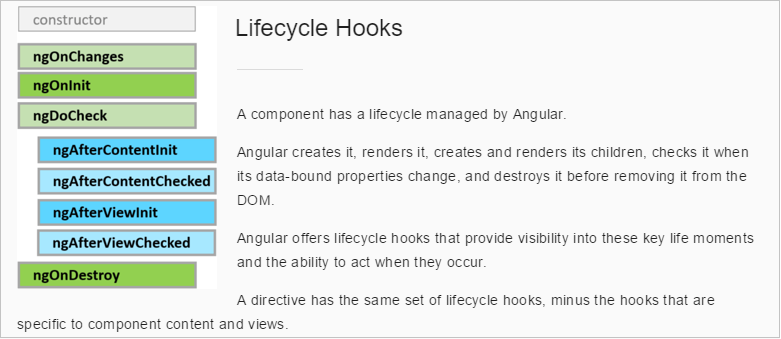 constructor
ngOnChanges
ngOnInit
ngDoCheck
ngAfterContentInit
ngAfterContentChecked
ngAfterViewInit
ngAfterViewChecked
ngOnDestroy
Lifecycle Hooks
A component has a lifecycle managed by Angular.
Angular creates it, renders it, creates and renders its children, checks it when
its data-bound properties change, and destroys it before removing it from the
DOM.
Angular offers lifecycle hooks that provide visibility into these key life moments
and the ability to act when they occur.
A directive has the same set of lifecycle hooks, minus the hooks that are
specific to component content and views.